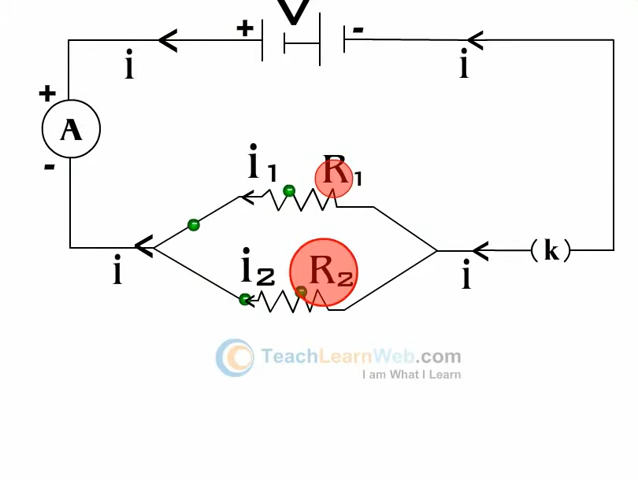 V
+ -
i i
+
A
-
i1 R1
i2 R2
i i (k)
TeachLearnWeb.com
I am What I Learn